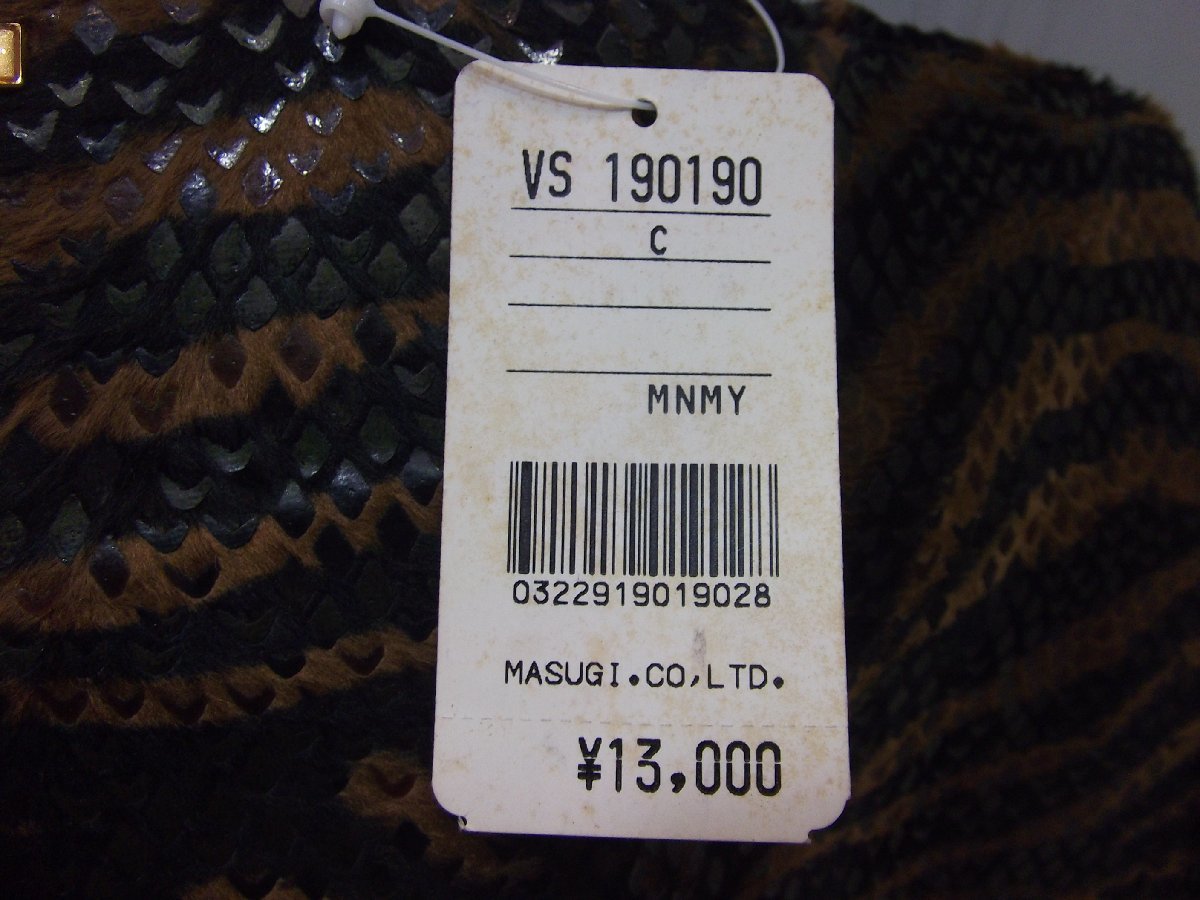 VS 190190
C
MNMY
0322919019028
MASUGI.CO,LTD.
¥13,000